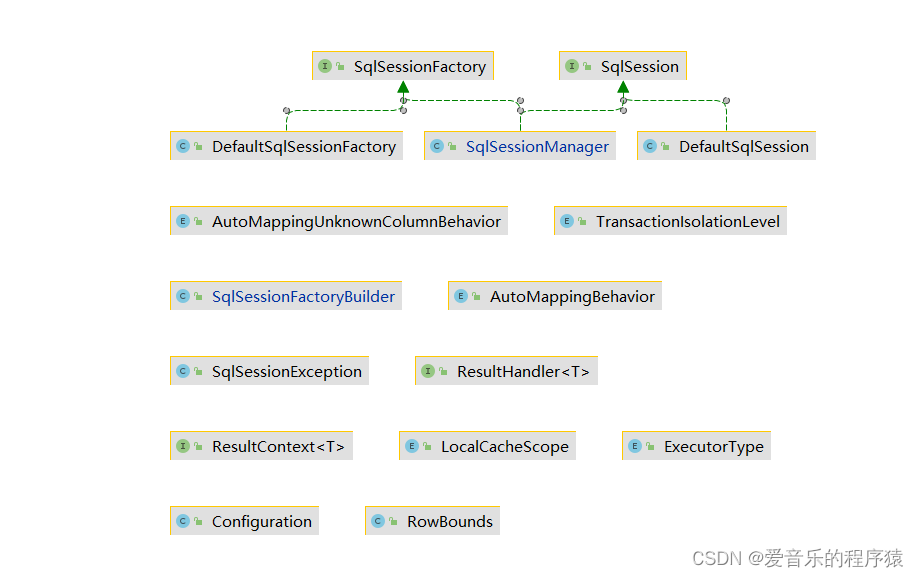 SqlSessionFactory SqlSession
DefaultSqlSessionFactory SqlSessionManager DefaultSqlSession
AutoMappingUnknownColumnBehavior TransactionIsolationLevel
SqlSessionFactoryBuilder AutoMappingBehavior
SqlSessionException ResultHandler<T>
ResultContext<T> LocalCacheScope ExecutorType
Configuration RowBounds
CSDN @爱音乐的程序猿